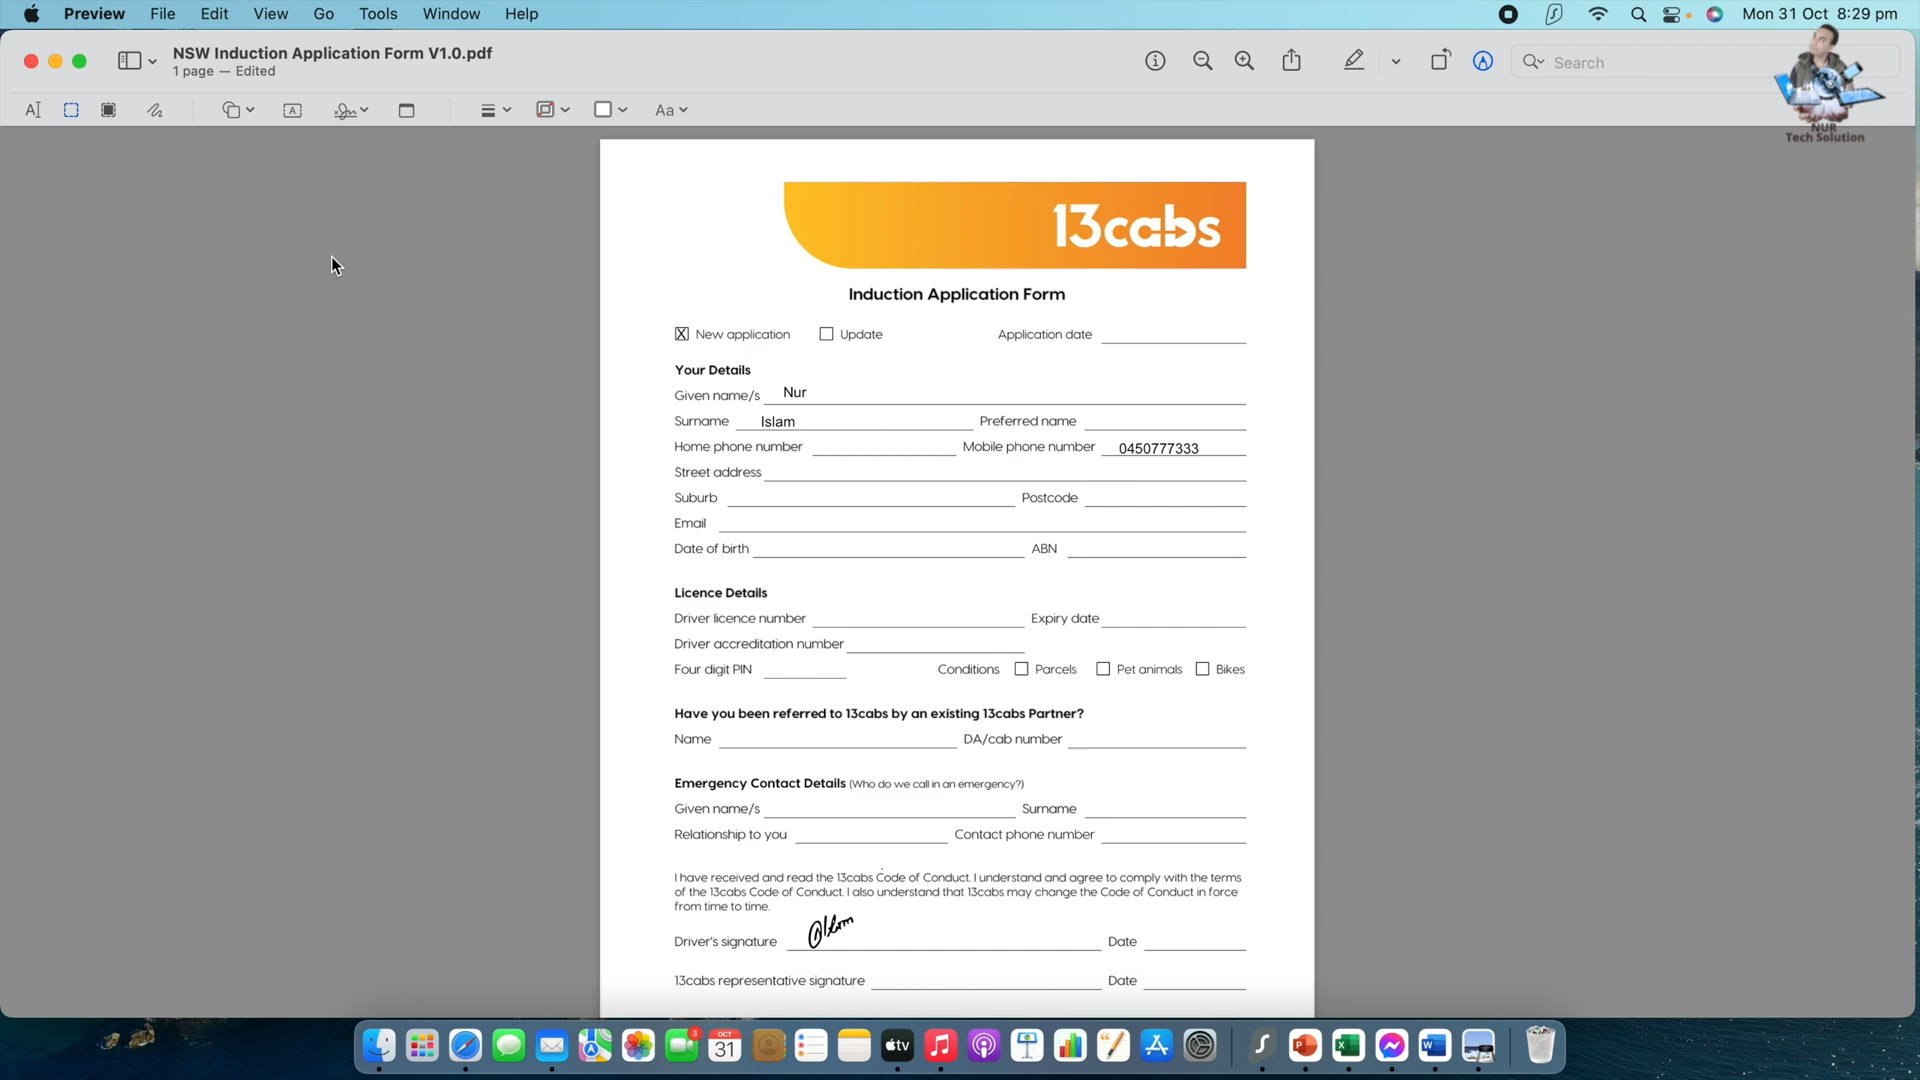 Preview File Edit View Go Tools Window Help Mon 31 Oct 8:29 pm
NSW Induction Application Form V1.0.pdf
1 page — Edited
Search
NUR
Tech Solution
Aa
13cabs
Induction Application Form
X New application Update Application date
Your Details
Given name/s Nur
Surname Islam Preferred name
Home phone number Mobile phone number 0450777333
Street address
Suburb Postcode
Email
Date of birth ABN
Licence Details
Driver licence number Expiry date
Driver accreditation number
Four digit PIN Conditions Parcels Pet animals Bikes
Have you been referred to 13cabs by an existing 13cabs Partner?
Name DA/cab number
Emergency Contact Details (Who do we call in an emergency?)
Given name/s Surname
Relationship to you Contact phone number
I have received and read the 13cabs Code of Conduct. I understand and agree to comply with the terms
of the 13cabs Code of Conduct. I also understand that 13cabs may change the Code of Conduct in force
from time to time.
Driver's signature Date
13cabs representative signature Date
3
OCT
31
tv